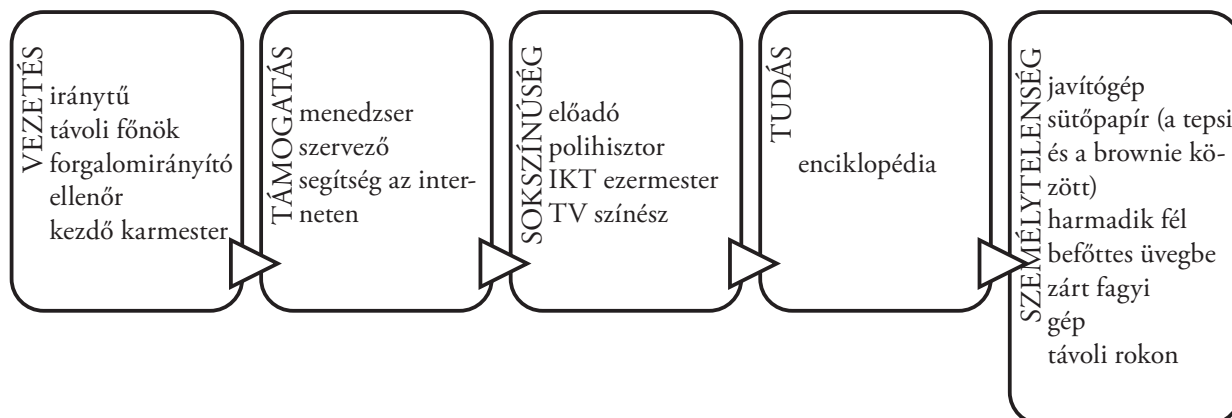 VEZETÉS
iránytű
távoli főnök
forgalomirányító
ellenőr
kezdő karmester
TÁMOGATÁS
menedzser
szervező
segítség az inter-
neten
SOKSZÍNÚSÉG
előadó
polihisztor
IKT ezermester
TV színész
TUDÁS
enciklopédia
SZEMÉLYTELENSÉG
javítógép
sütőpapír (a tepsi
és a brownie kö-
zött)
harmadik fél
befőttes üvegbe
zárt fagyi
gép
távoli rokon